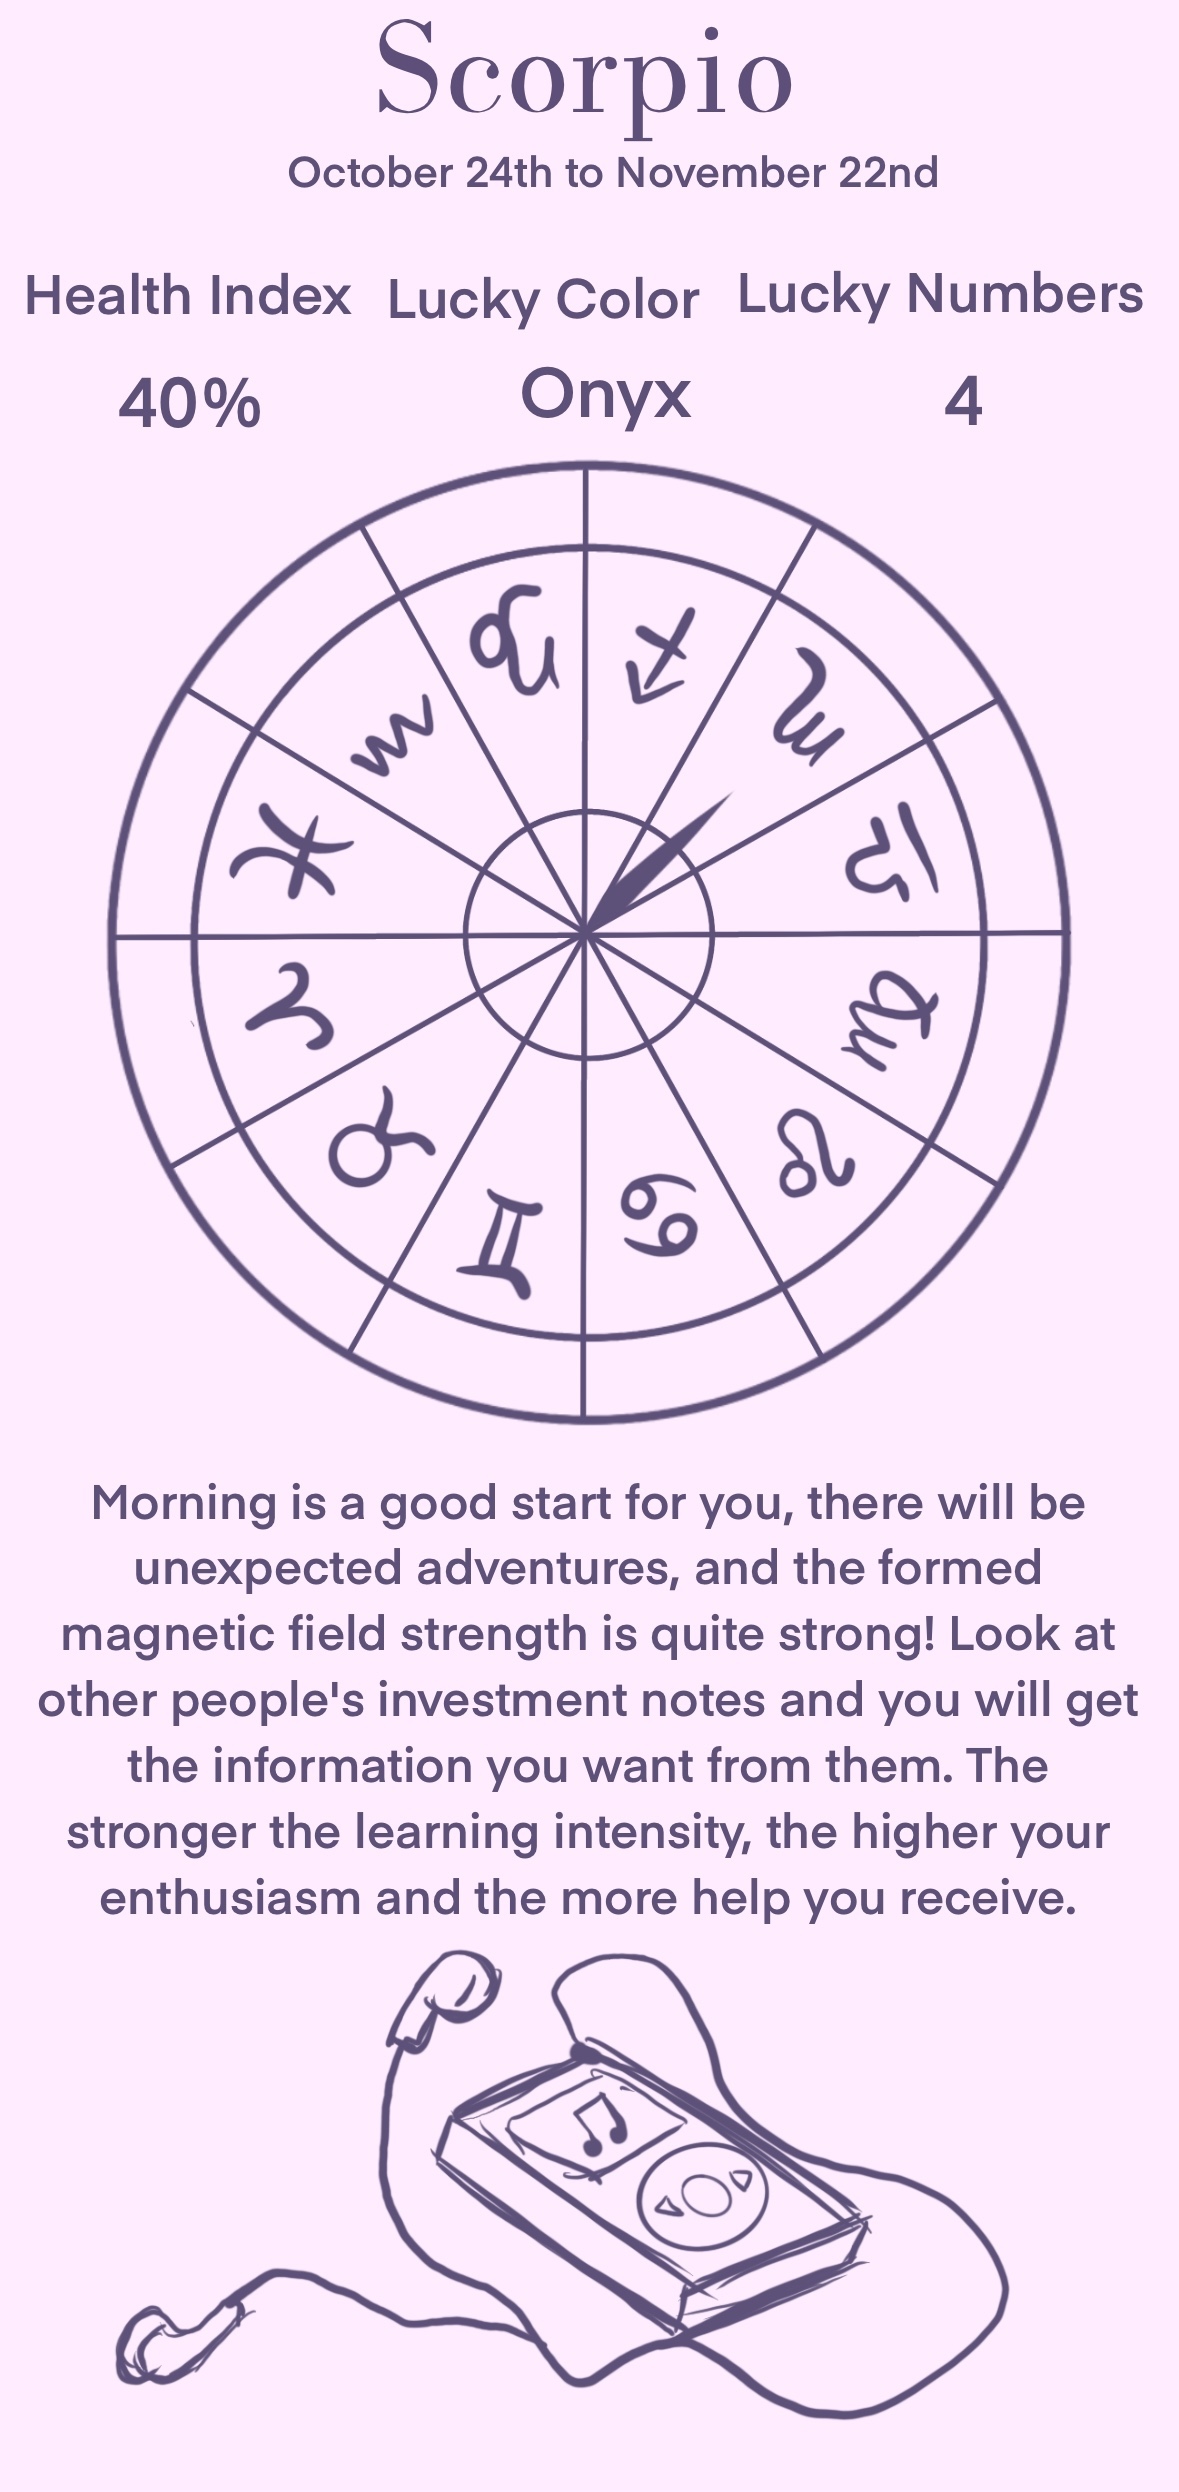 Scorpio
October 24th to November 22nd
Health Index Lucky Color Lucky Numbers
40% Onyx 4
Morning is a good start for you, there will be
unexpected adventures, and the formed
magnetic field strength is quite strong! Look at
other people's investment notes and you will get
the information you want from them. The
stronger the learning intensity, the higher your
enthusiasm and the more help you receive.